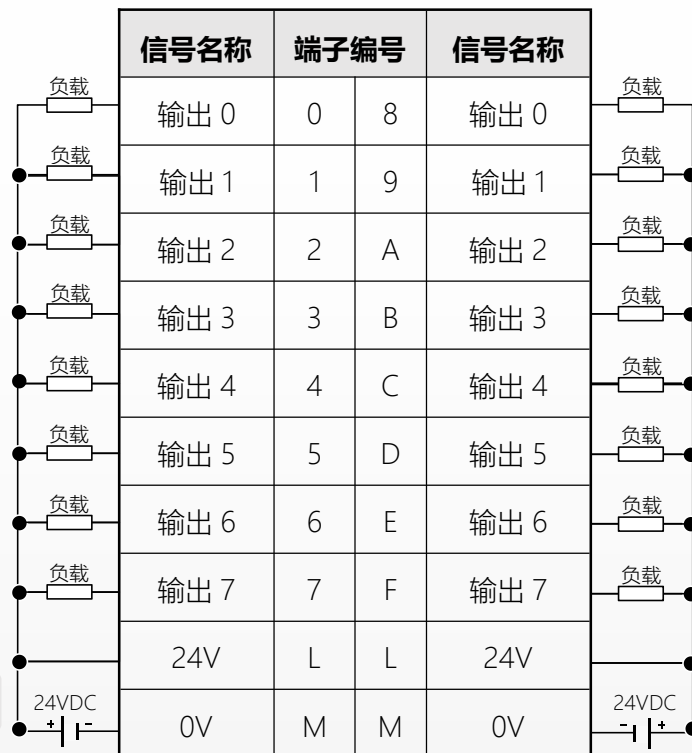 信号名称 端子编号 信号名称
负载 输出 0 0 8 输出 0 负载
负载 输出 1 1 9 输出 1 负载
负载 输出 2 2 A 输出 2 负载
负载 输出 3 3 B 输出 3 负载
负载 输出 4 4 C 输出 4 负载
负载 输出 5 5 D 输出 5 负载
负载 输出 6 6 E 输出 6 负载
负载 输出 7 7 F 输出 7 负载
24V L L 24V
24VDC 0V M M 0V 24VDC
+ - - +